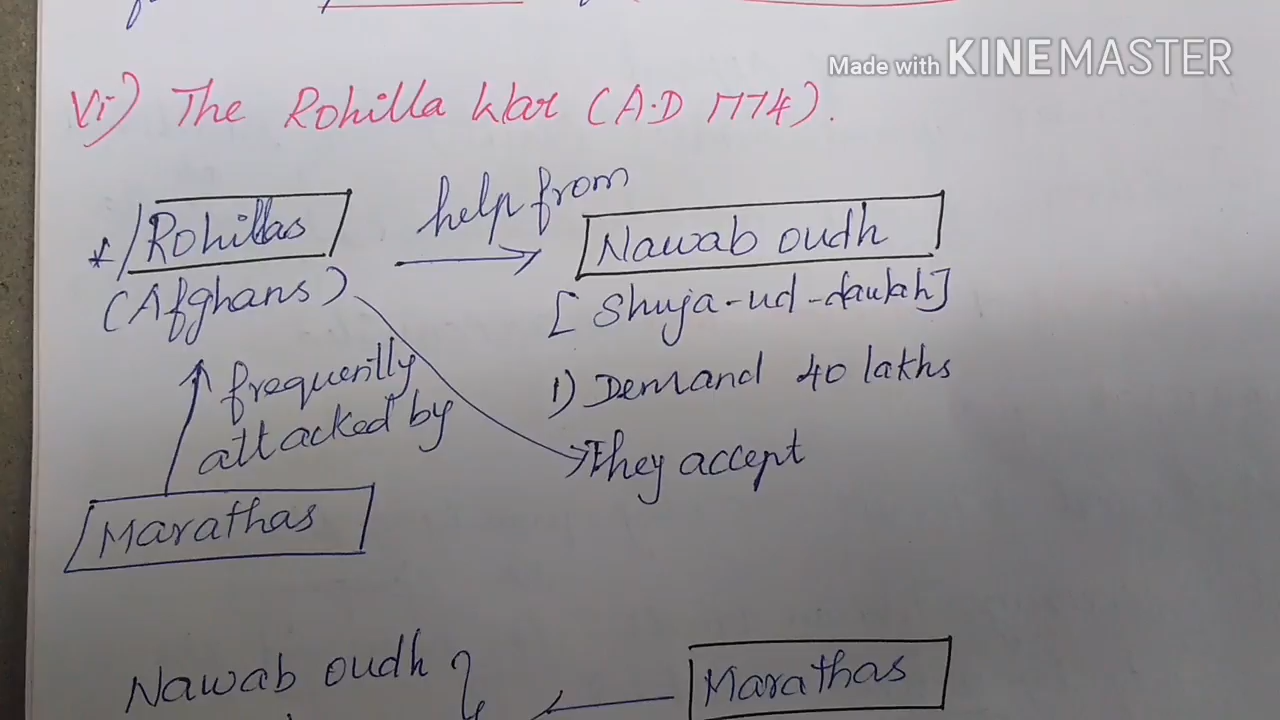 Made with KINEMASTER
vi) The Rohilla War (A.D 1774).
help from
* Rohillas
Nawab oudh
(Afghans)
[Shuja-ud-daulah]
frequently
attacked by
1) Demand 40 lakhs
They accept
Marathas
Nawab oudh
Marathas